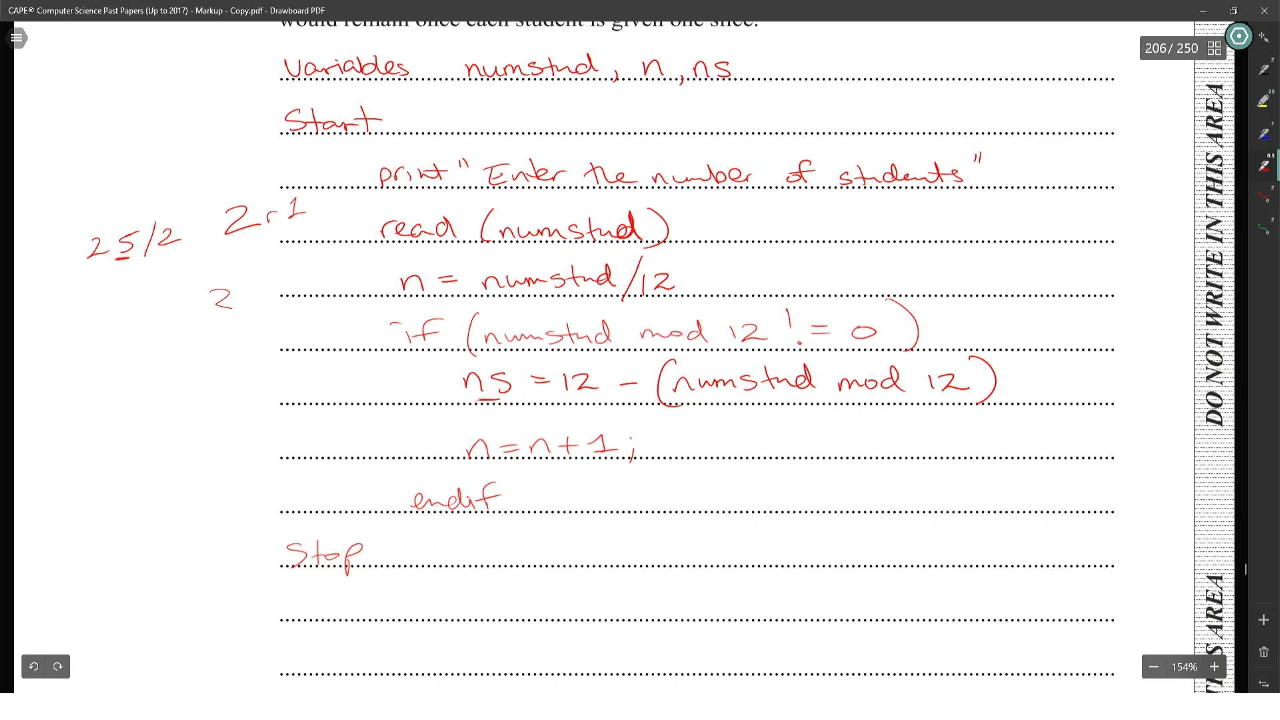 CAPE® Computer Science Past Papers (Up to 2017) - Markup - Copy.pdf - Drawboard PDF
would remain once each student is given one slice.
206 / 250
Variables numstud, n, ns
Start
print "Enter the number of students"
25/2 2 r 1 read (numstud)
2 n = numstud/12
if (numstud mod 12 != 0)
ns = 12 - (numstud mod 12)
n = n + 1;
endif
Stop
DO NOT WRITE IN THIS AREA
THIS AREA
154%